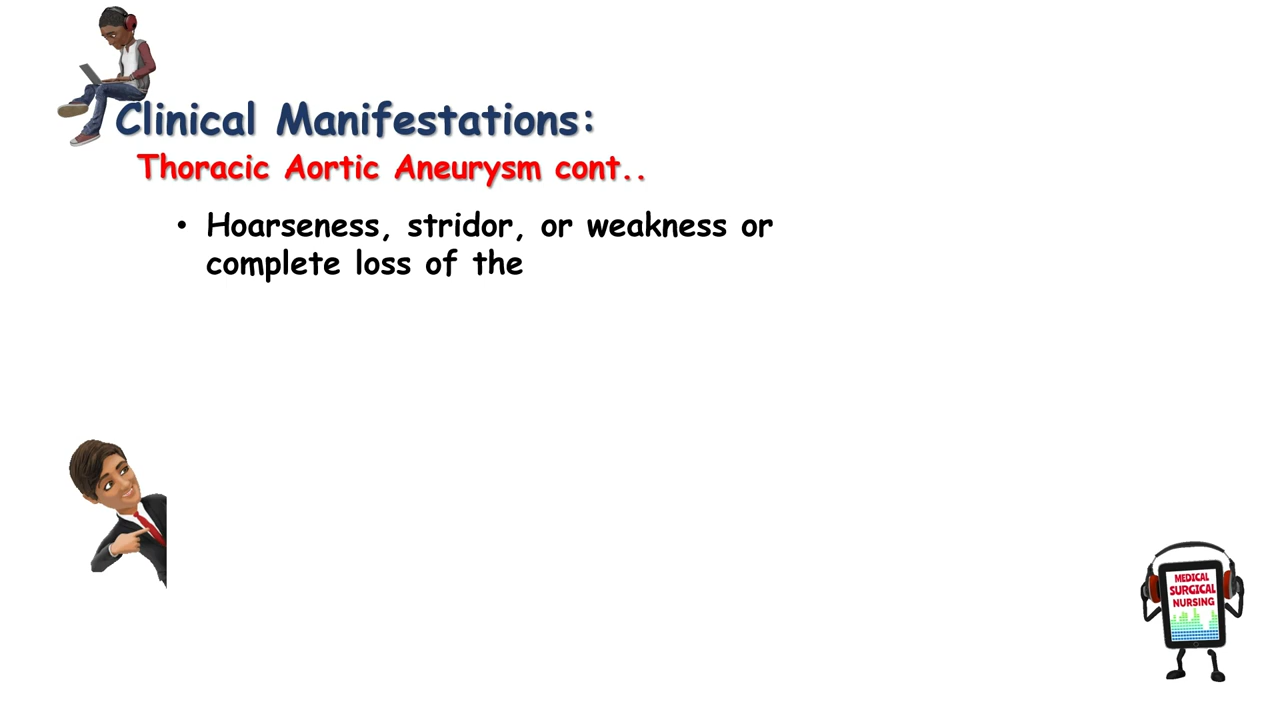 Clinical Manifestations:
Thoracic Aortic Aneurysm cont..
• Hoarseness, stridor, or weakness or
complete loss of the
MEDICAL
SURGICAL
NURSING